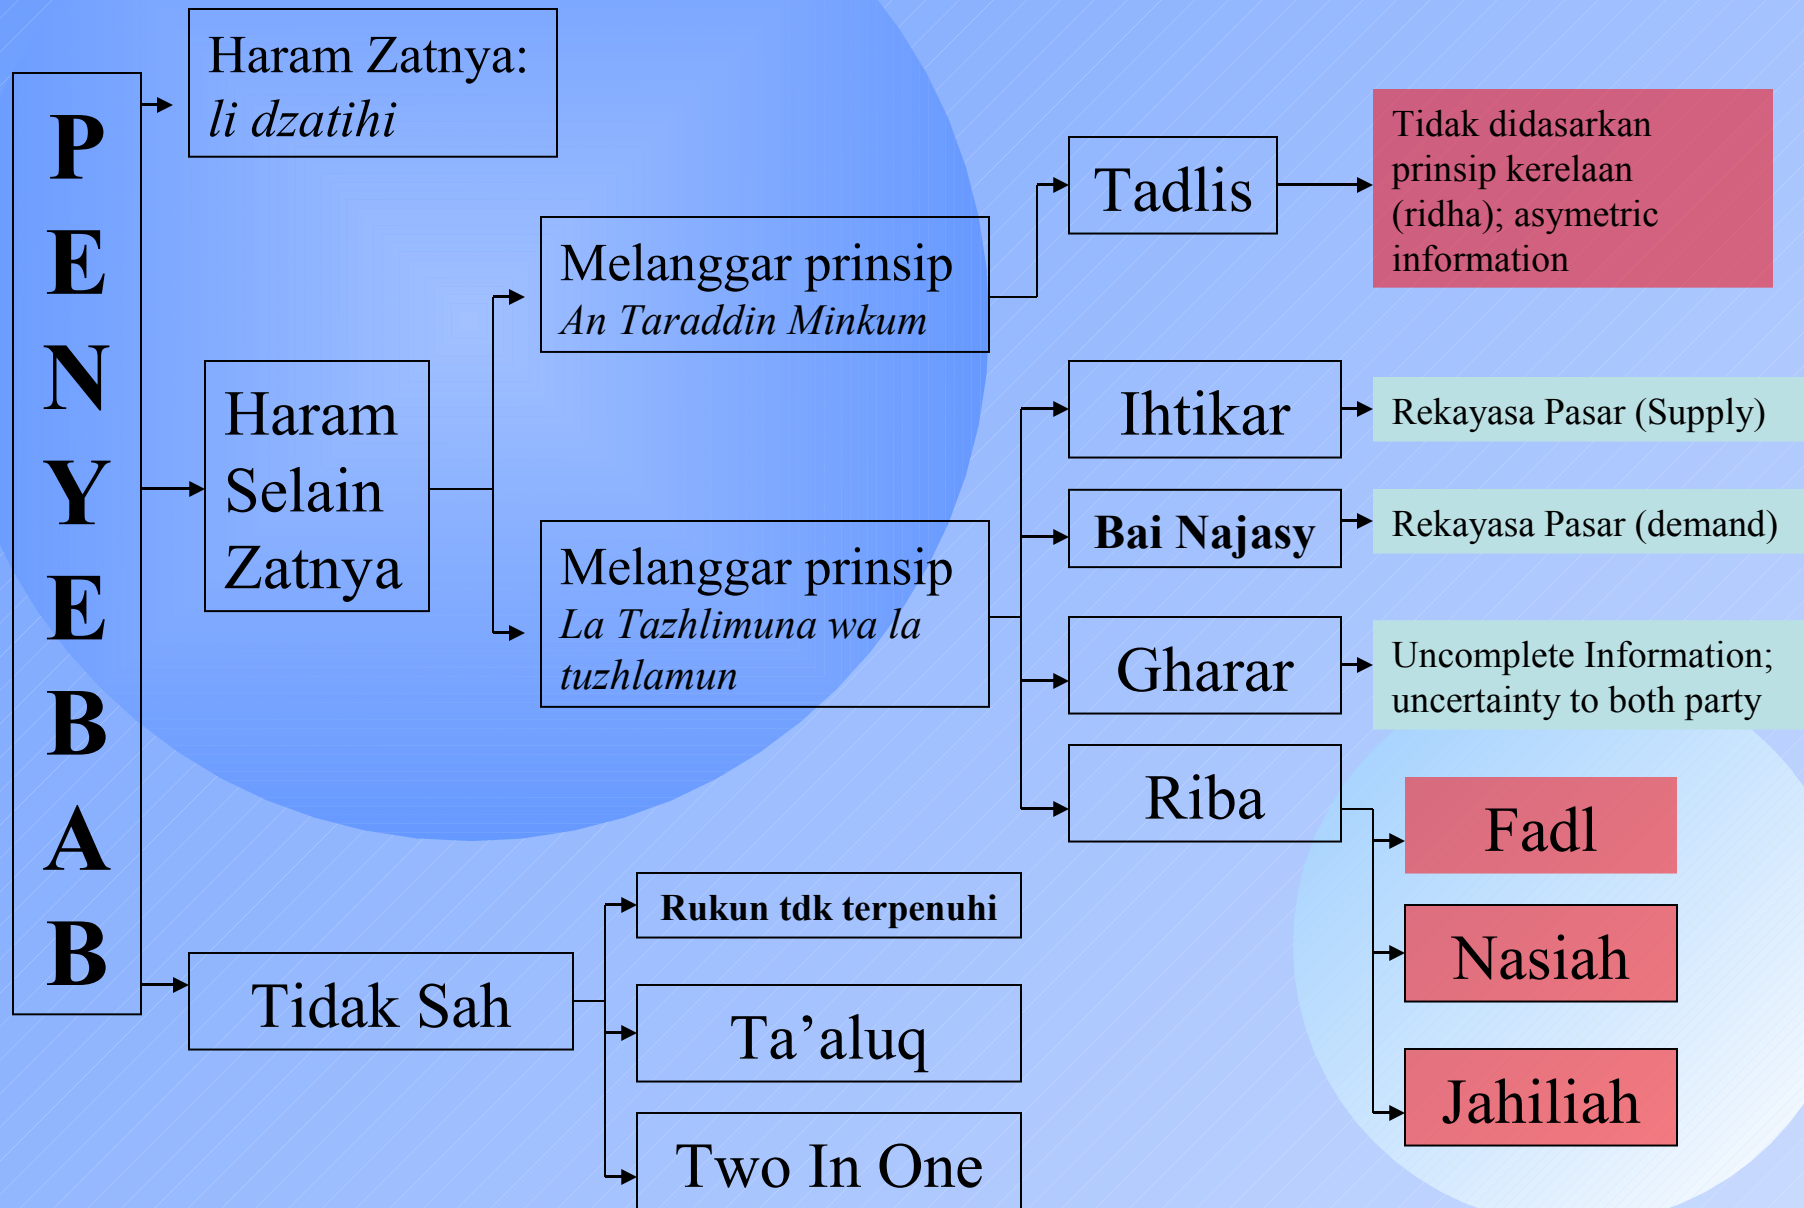 PENYEBAB
Haram Zatnya:
li dzatihi
Haram
Selain
Zatnya
Melanggar prinsip
An Taraddin Minkum
Tadlis
Tidak didasarkan
prinsip kerelaan
(ridha); asymetric
information
Melanggar prinsip
La Tazhlimuna wa la
tuzhlamun
Ihtikar
Rekayasa Pasar (Supply)
Bai Najasy
Rekayasa Pasar (demand)
Gharar
Uncomplete Information;
uncertainty to both party
Riba
Fadl
Nasiah
Jahiliah
Tidak Sah
Rukun tdk terpenuhi
Ta’aluq
Two In One